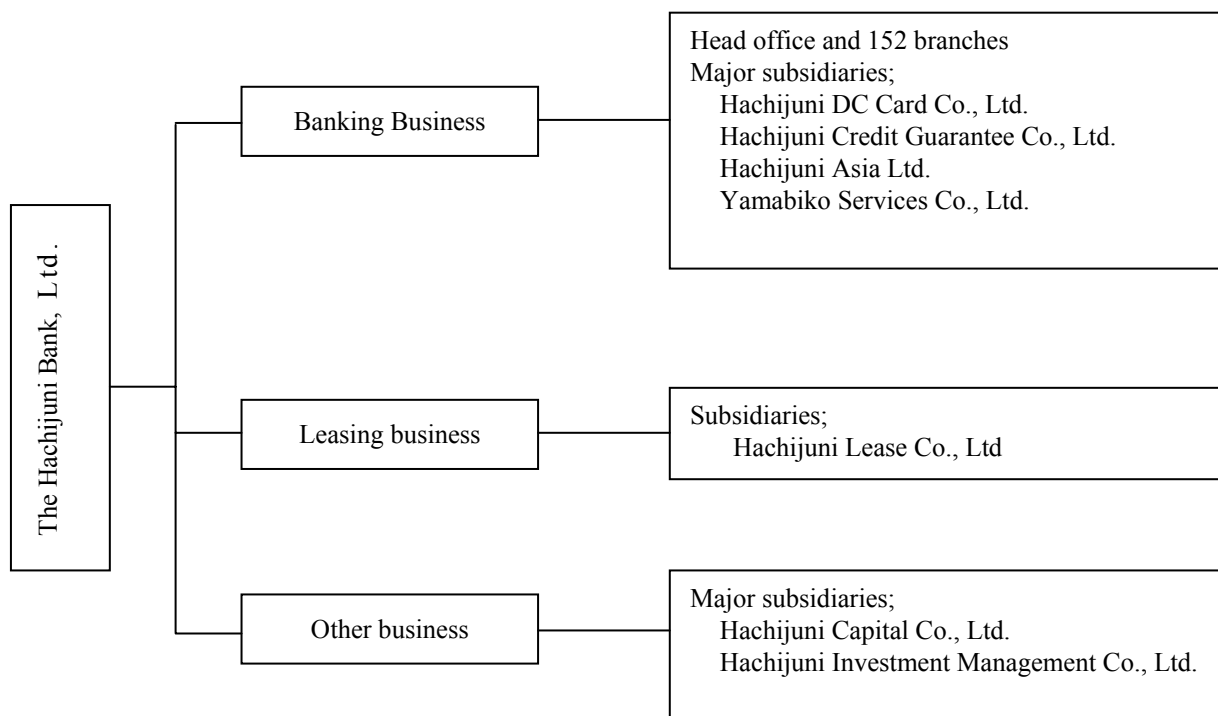 The Hachijuni Bank, Ltd.
Banking Business
Head office and 152 branches
Major subsidiaries;
Hachijuni DC Card Co., Ltd.
Hachijuni Credit Guarantee Co., Ltd.
Hachijuni Asia Ltd.
Yamabiko Services Co., Ltd.
Leasing business
Subsidiaries;
Hachijuni Lease Co., Ltd
Other business
Major subsidiaries;
Hachijuni Capital Co., Ltd.
Hachijuni Investment Management Co., Ltd.